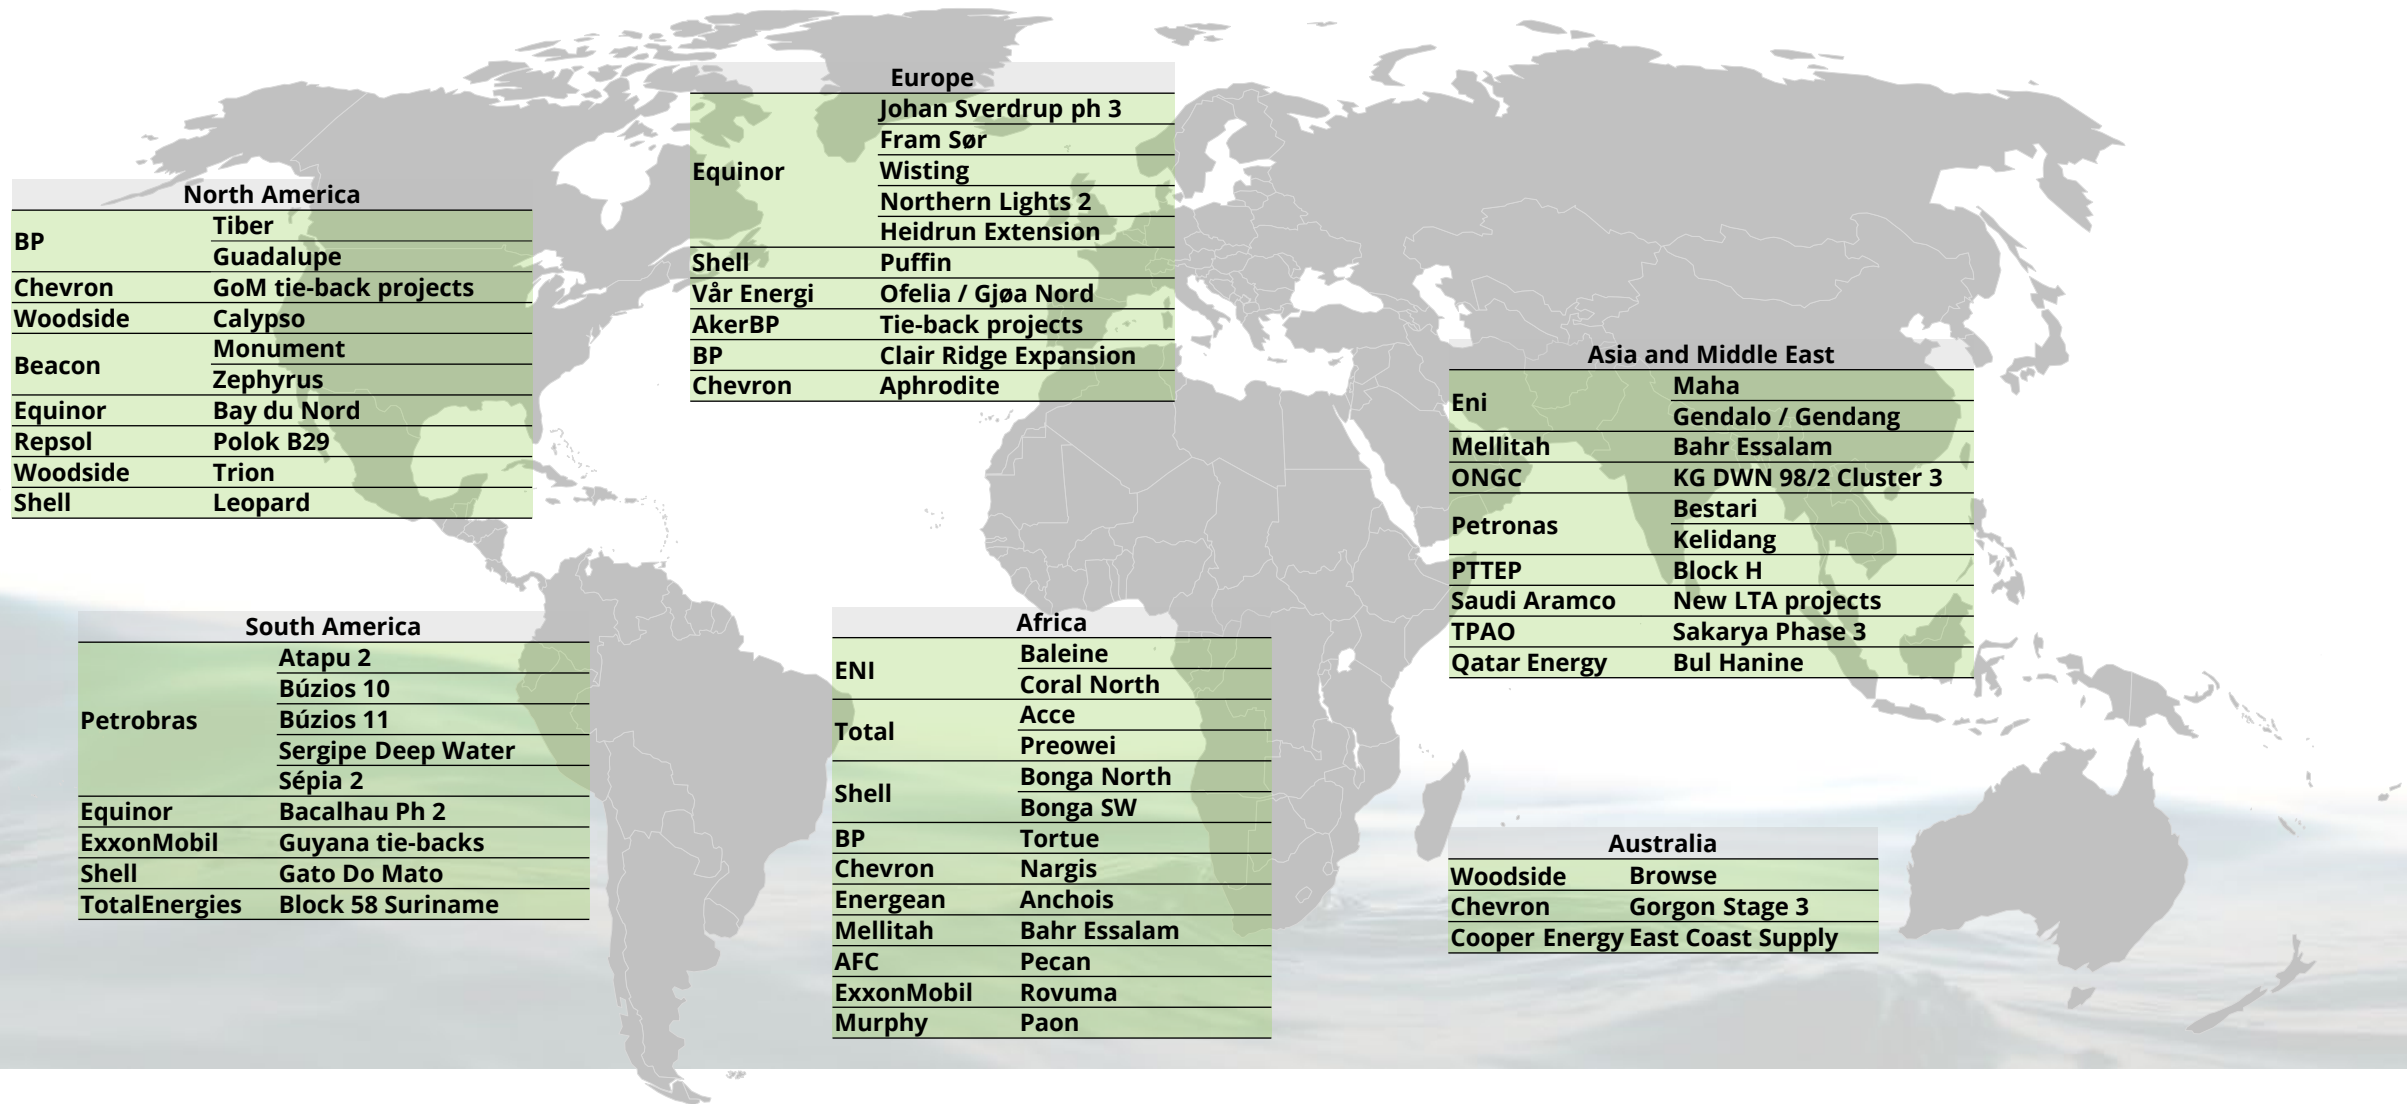 Europe
Equinor
Johan Sverdrup ph 3
Fram Sør
Wisting
Northern Lights 2
Heidrun Extension
Shell Puffin
Vår Energi Ofelia / Gjøa Nord
AkerBP Tie-back projects
BP Clair Ridge Expansion
Chevron Aphrodite
North America
BP
Tiber
Guadalupe
Chevron GoM tie-back projects
Woodside Calypso
Beacon
Monument
Zephyrus
Equinor Bay du Nord
Repsol Polok B29
Woodside Trion
Shell Leopard
Asia and Middle East
Eni
Maha
Gendalo / Gendang
Mellitah Bahr Essalam
ONGC KG DWN 98/2 Cluster 3
Petronas
Bestari
Kelidang
PTTEP Block H
Saudi Aramco New LTA projects
TPAO Sakarya Phase 3
Qatar Energy Bul Hanine
South America
Petrobras
Atapu 2
Búzios 10
Búzios 11
Sergipe Deep Water
Sépia 2
Equinor Bacalhau Ph 2
ExxonMobil Guyana tie-backs
Shell Gato Do Mato
TotalEnergies Block 58 Suriname
Africa
ENI
Baleine
Coral North
Total
Acce
Preowei
Shell
Bonga North
Bonga SW
BP Tortue
Chevron Nargis
Energean Anchois
Mellitah Bahr Essalam
AFC Pecan
ExxonMobil Rovuma
Murphy Paon
Australia
Woodside Browse
Chevron Gorgon Stage 3
Cooper Energy East Coast Supply